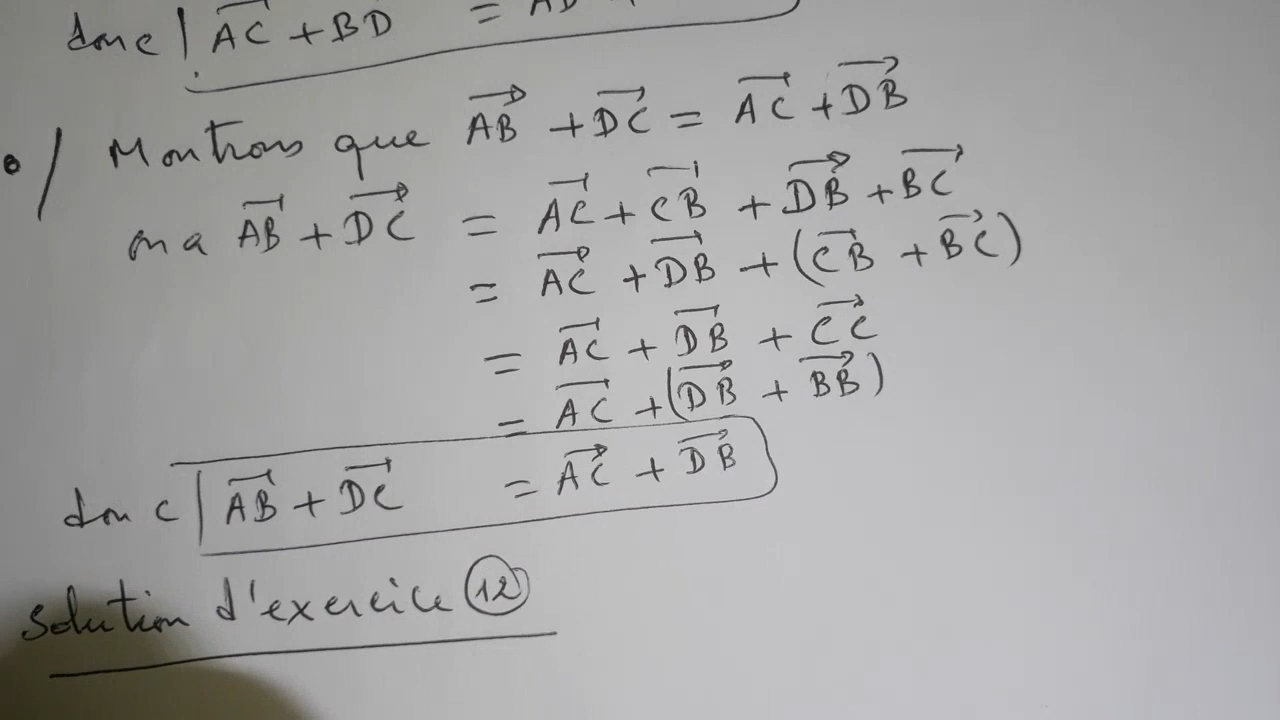 donc | AC + BD =
•/ Montrons que AB + DC = AC + DB
on a AB + DC = AC + CB + DB + BC
= AC + DB + (CB + BC)
= AC + DB + CC
= AC + (DB + BB)
donc | AB + DC = AC + DB
solution d'exercice 12